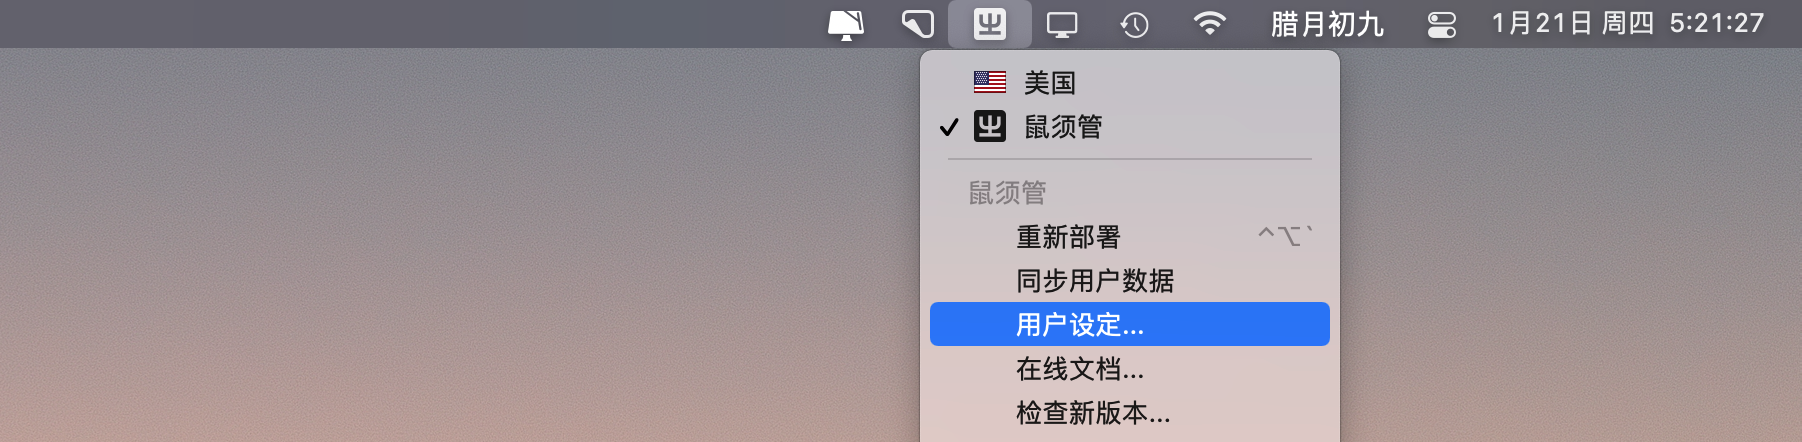 腊月初九 1月21日 周四 5:21:27
美国
鼠须管
鼠须管
重新部署 ^⌥`
同步用户数据
用户设定...
在线文档...
检查新版本...